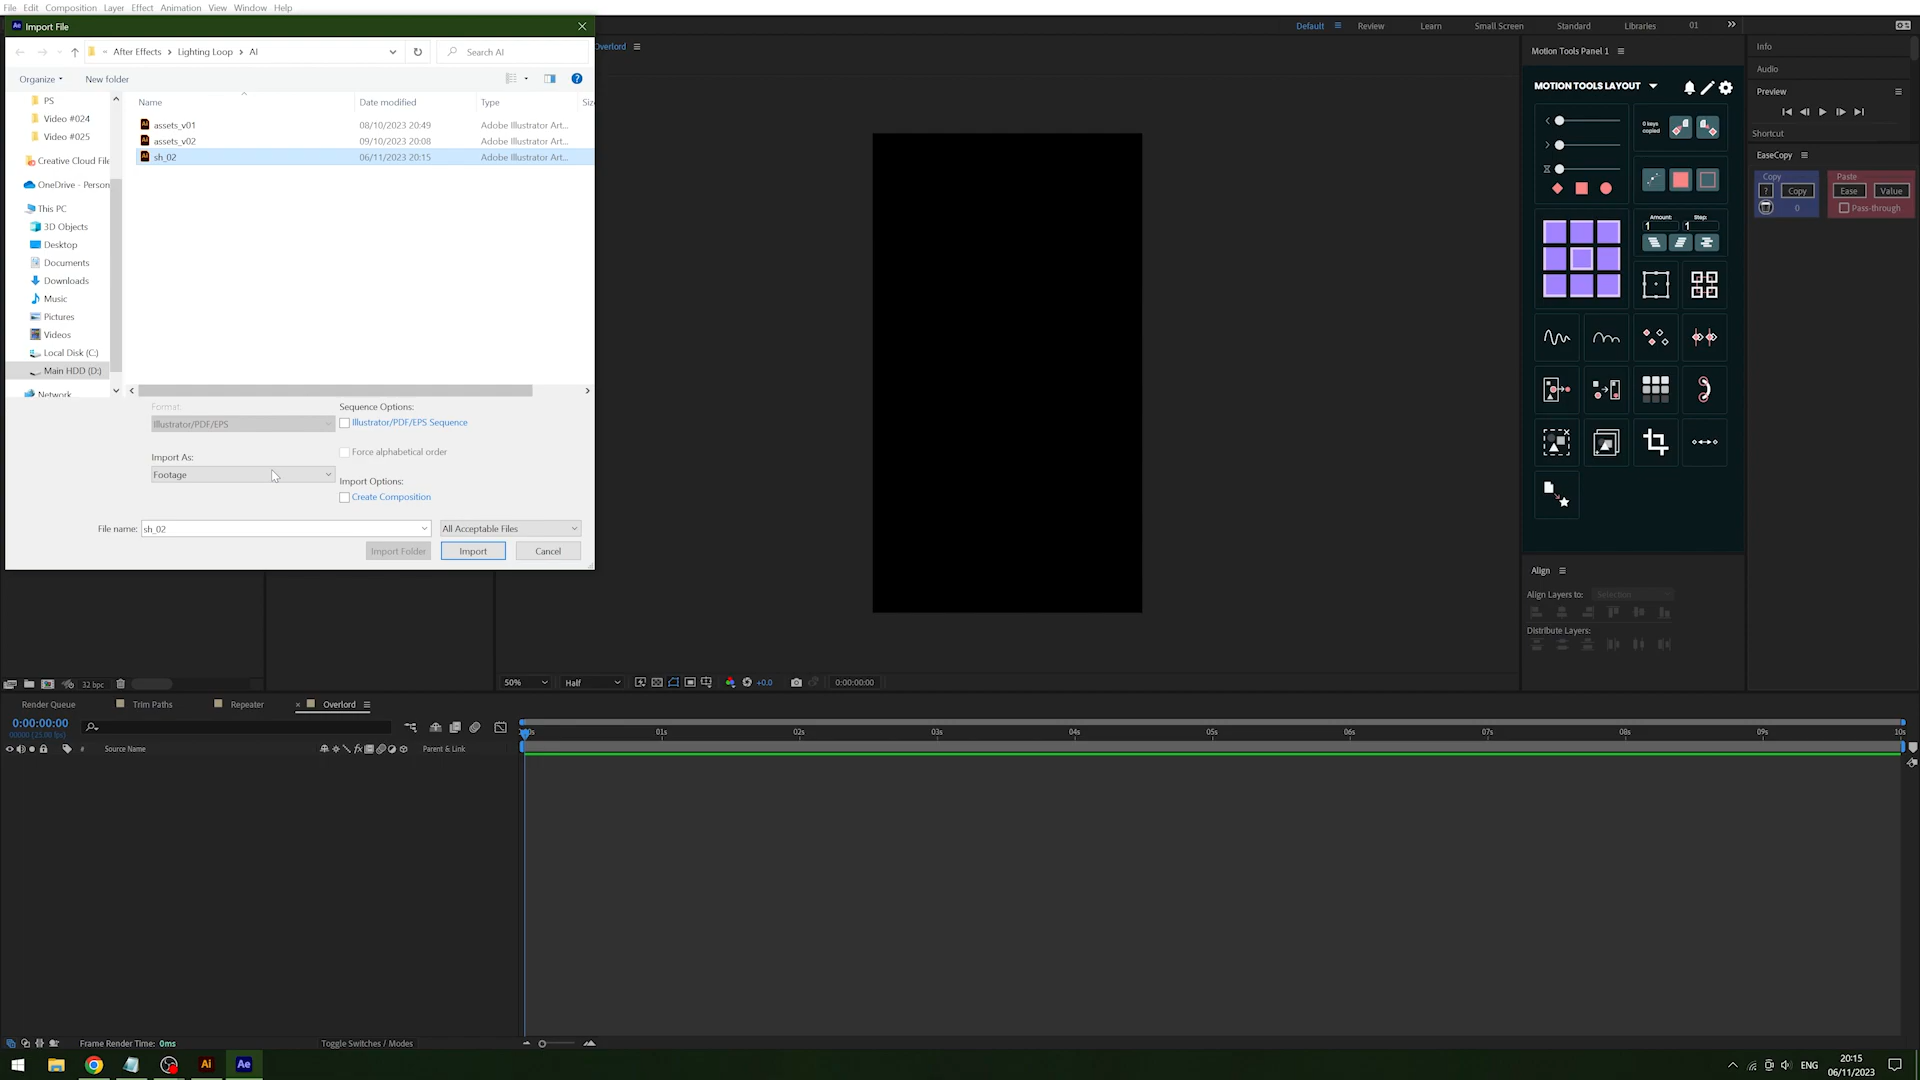 File Edit Composition Layer Effect Animation View Window Help
Import File
« After Effects › Lighting Loop › AI
Search AI
Organize
New folder
Name
Date modified
Type
PS
Video #024
Video #025
Creative Cloud File
OneDrive - Person
This PC
3D Objects
Desktop
Documents
Downloads
Music
Pictures
Videos
Local Disk (C:)
Main HDD (D:)
Network
assets_v01 08/10/2023 20:49 Adobe Illustrator Art...
assets_v02 09/10/2023 20:08 Adobe Illustrator Art...
sh_02 06/11/2023 20:15 Adobe Illustrator Art...
Format:
Illustrator/PDF/EPS
Sequence Options:
Illustrator/PDF/EPS Sequence
Force alphabetical order
Import As:
Footage
Import Options:
Create Composition
File name: sh_02
All Acceptable Files
Import Folder
Import
Cancel
Overlord
Default Review Learn Small Screen Standard Libraries 01
Motion Tools Panel 1
MOTION TOOLS LAYOUT
0 keys
copied
Amount: Step:
1 1
Info
Audio
Preview
Shortcut
EaseCopy
Copy
? Copy
0
Paste
Ease Value
Pass-through
Align
Align Layers to: Selection
Distribute Layers:
32 bpc
50% Half +0.0 0:00:00:00
Render Queue Trim Paths Repeater Overlord
0:00:00:00
00000 (25.00 fps)
# Source Name
Parent & Link
01s 02s 03s 04s 05s 06s 07s 08s 09s 10s
Frame Render Time: 0ms
Toggle Switches / Modes
Ai
Ae
ENG
20:15
06/11/2023